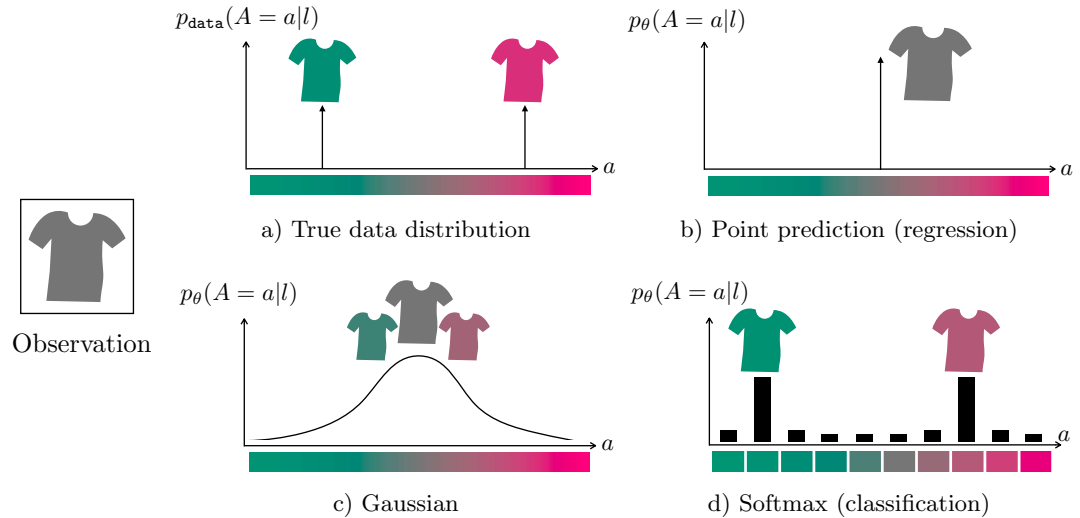 p_data(A = a|l)
a
a) True data distribution
p_θ(A = a|l)
a
b) Point prediction (regression)
Observation
p_θ(A = a|l)
a
c) Gaussian
p_θ(A = a|l)
a
d) Softmax (classification)